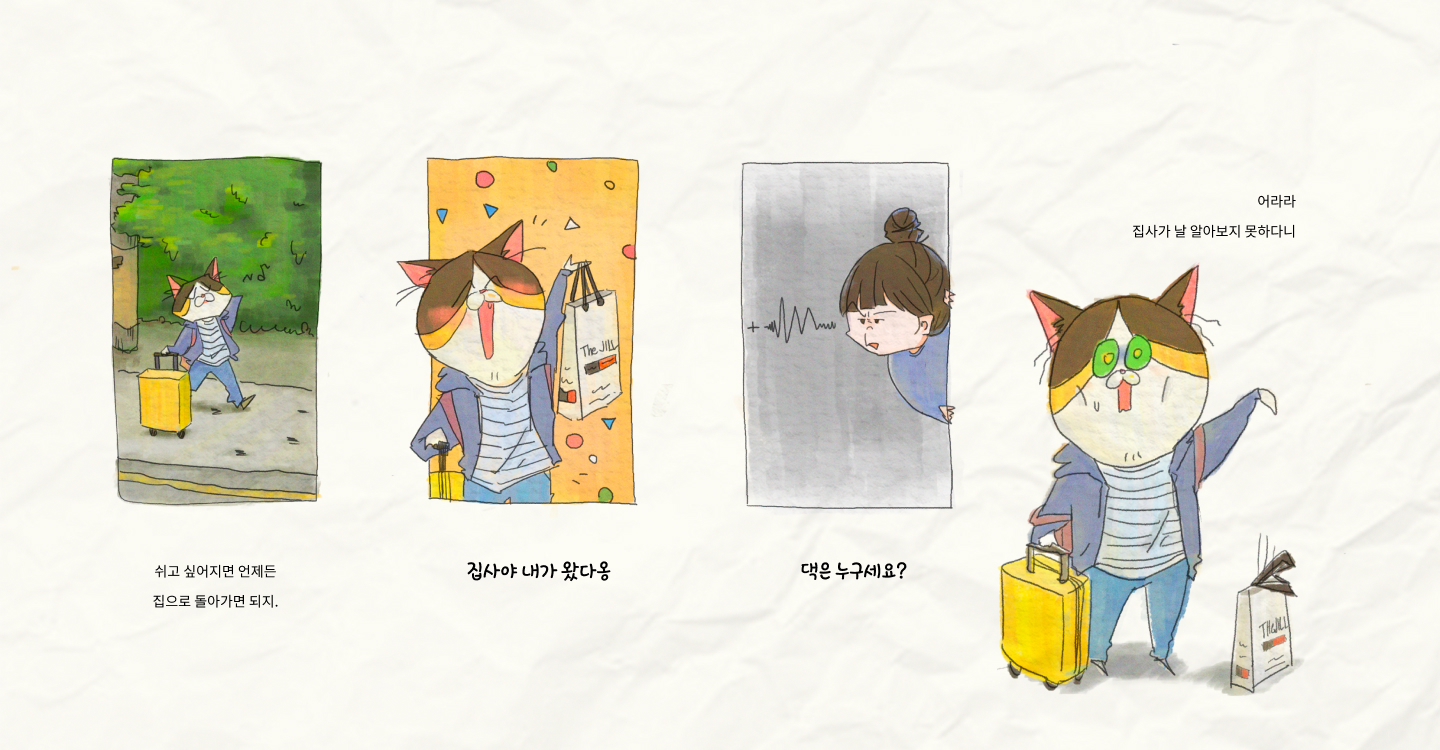 쉬고 싶어지면 언제든
집으로 돌아가면 되지.
The JILL
집사야 내가 왔다옹
댁은 누구세요?
어라라
집사가 날 알아보지 못하다니
THeJILL